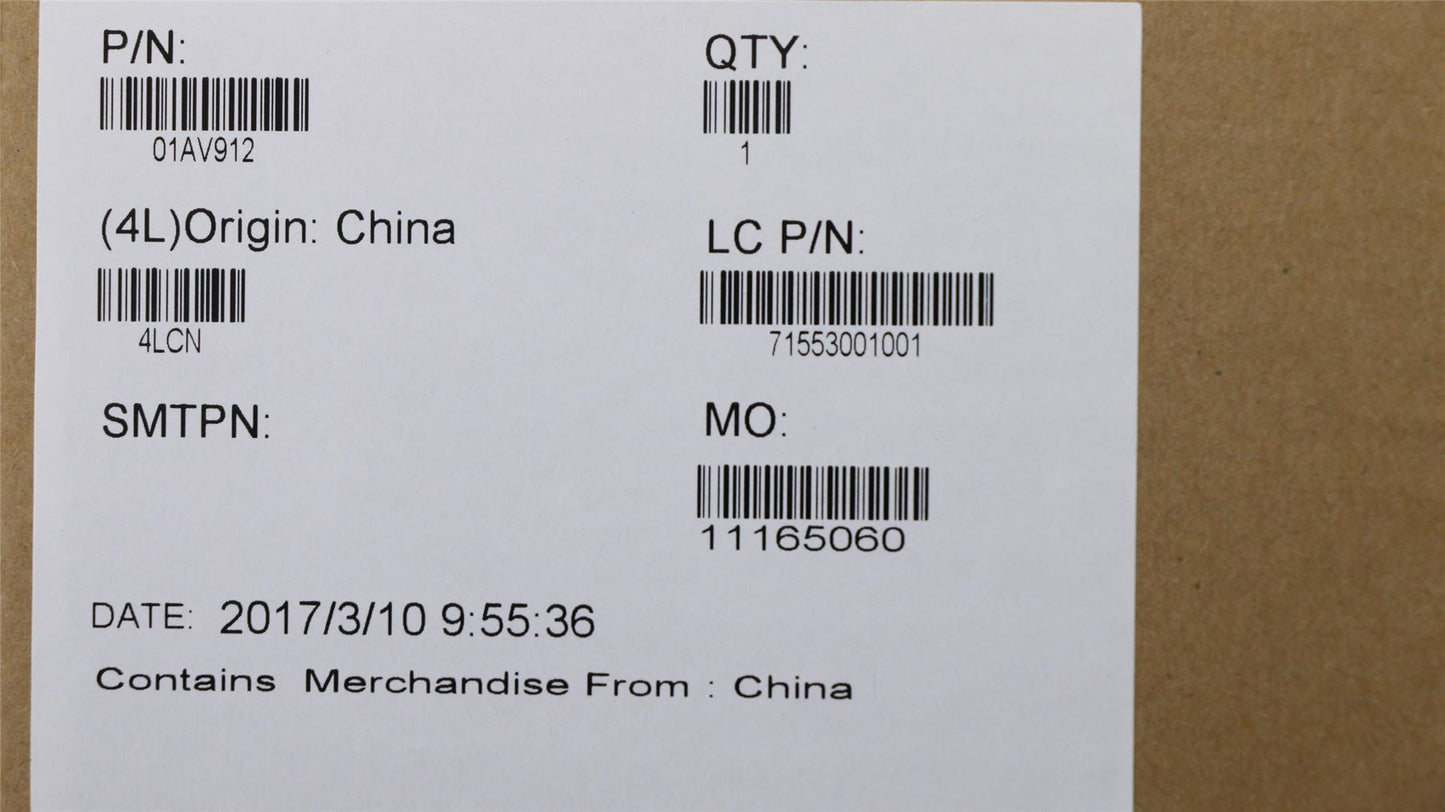 P/N:
01AV912
QTY:
1
(4L)Origin: China
4LCN
LC P/N:
71553001001
SMTPN:
MO:
11165060
DATE: 2017/3/10 9:55:36
Contains Merchandise From : China